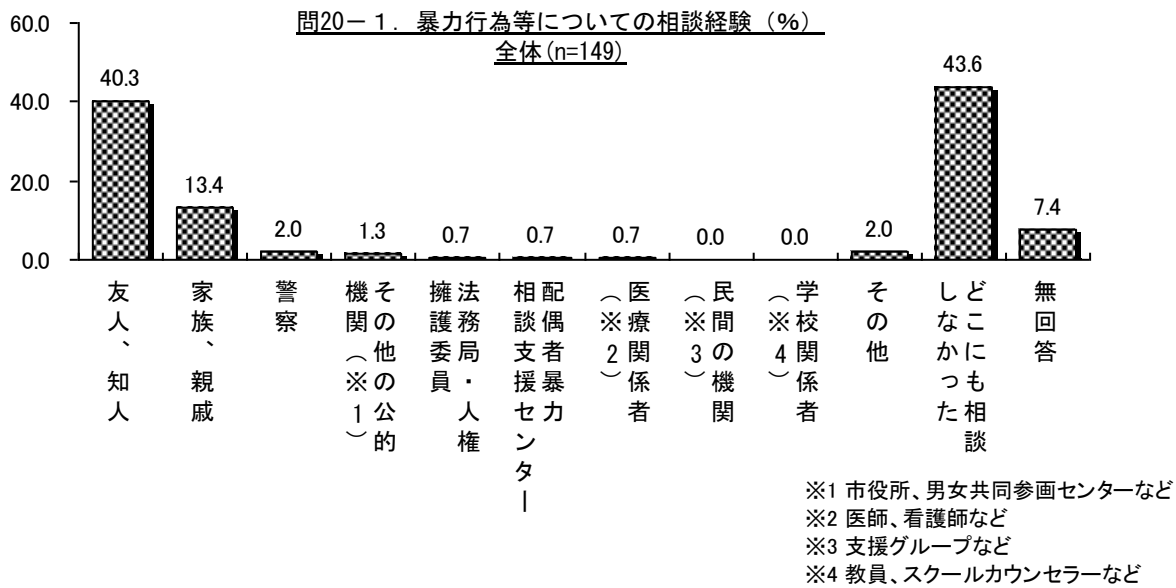 問20－1．暴力行為等についての相談経験（%）
全体(n=149)
60.0
40.0
20.0
0.0
40.3
13.4
2.0
1.3
0.7
0.7
0.7
0.0
0.0
2.0
43.6
7.4
友人、知人
家族、親戚
警察
その他の公的
機関（※1）
法務局・人権
擁護委員
配偶者暴力
相談支援センター
医療関係者
（※2）
民間の機関
（※3）
学校関係者
（※4）
その他
どこにも相談
しなかった
無回答
※1 市役所、男女共同参画センターなど
※2 医師、看護師など
※3 支援グループなど
※4 教員、スクールカウンセラーなど